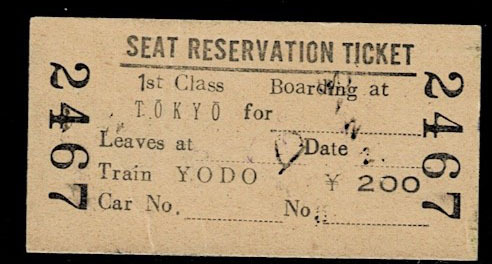 SEAT RESERVATION TICKET
1st Class Boarding at
TŌKYŌ for
Leaves at Date
Train YODO ¥ 200
Car No. No.
2467
2467